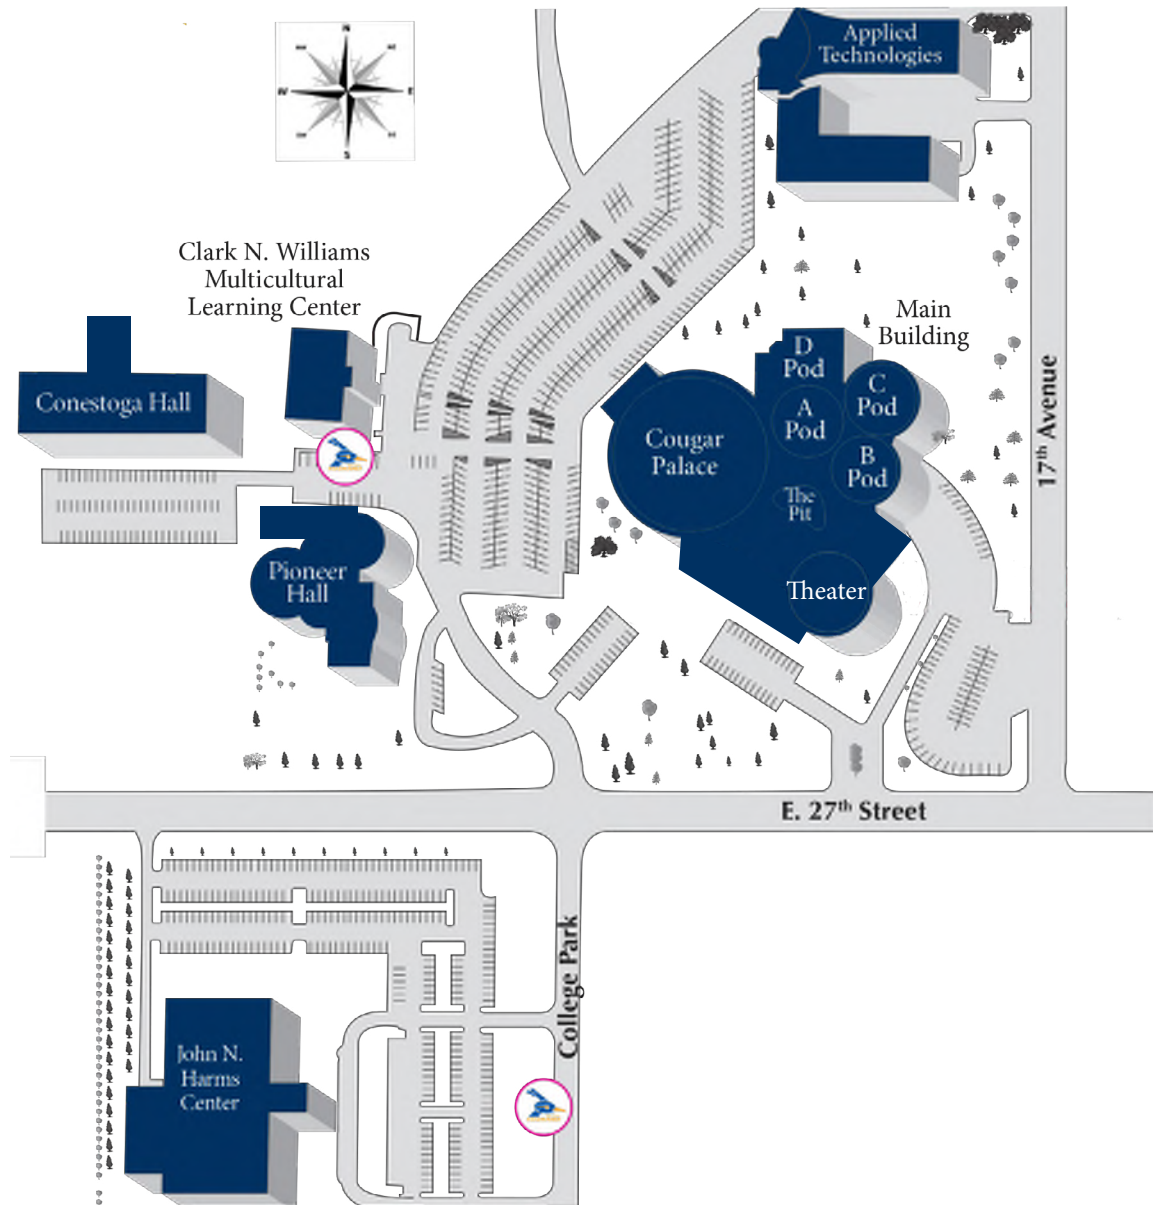 N
W
E
S
Applied
Technologies
Clark N. Williams
Multicultural
Learning Center
Main
Building
Conestoga Hall
D
Pod
C
Pod
A
Pod
B
Pod
Cougar
Palace
The
Pit
17th Avenue
Pioneer
Hall
Theater
E. 27th Street
College Park
John N.
Harms
Center